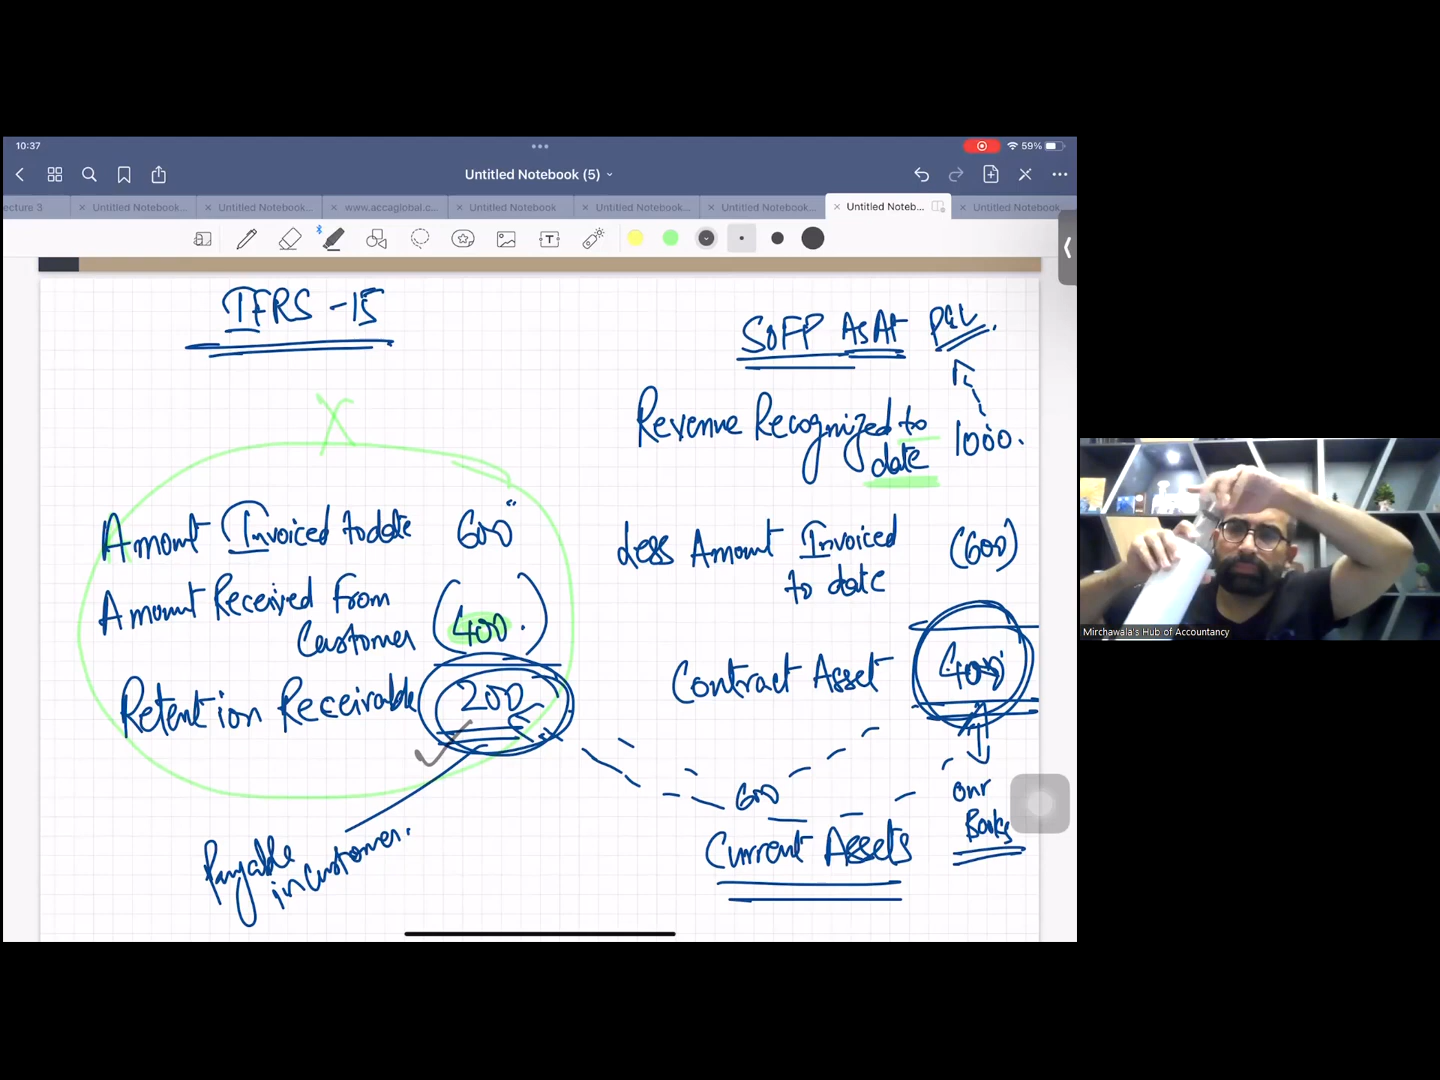 10:37
59%
Untitled Notebook (5)
ecture 3
Untitled Notebook...
Untitled Notebook...
www.accaglobal.c...
Untitled Notebook
Untitled Notebook...
Untitled Notebook...
Untitled Noteb...
Untitled Notebook
IFRS -15
X
Amount Invoiced to date 600
Amount Received from
Customer (400.)
Retention Receivable 200
Payable
in customer.
SOFP As At P&L.
Revenue Recognized to
date 1000.
Less Amount Invoiced
to date (600)
Contract Asset 400
our
Books
600
Current Assets
Mirchawala's Hub of Accountancy